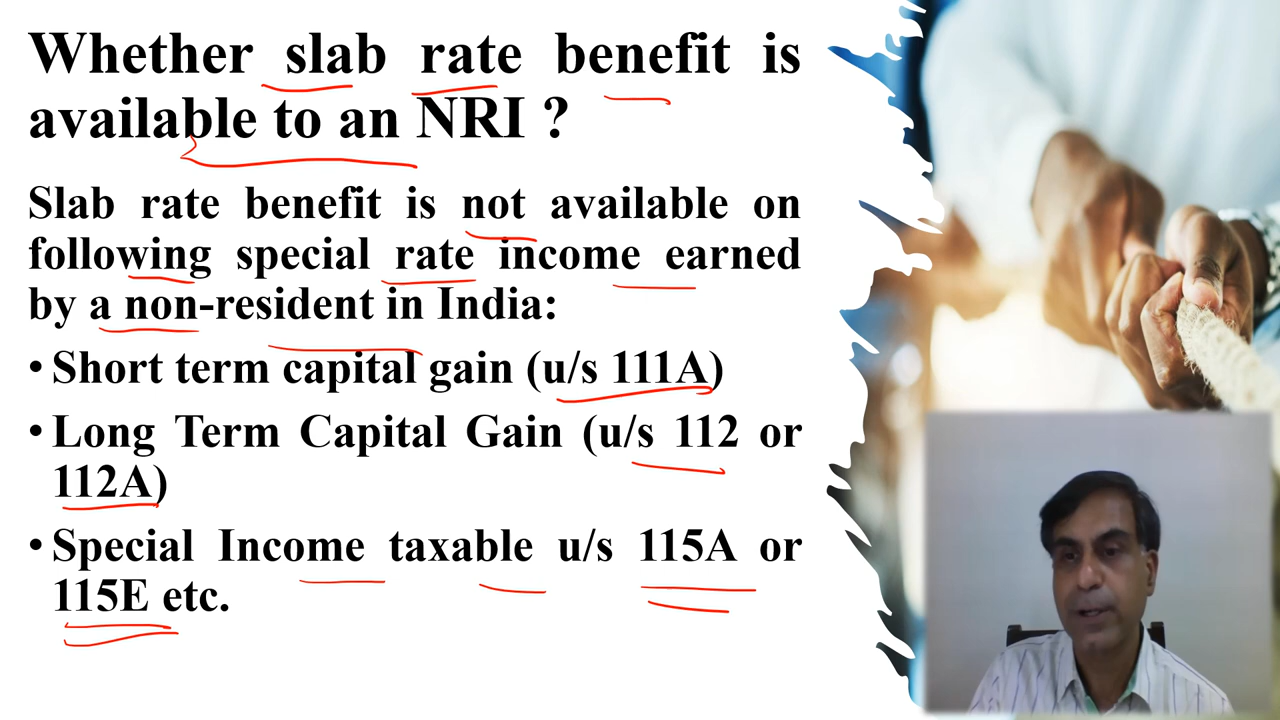 Whether slab rate benefit is
available to an NRI ?
Slab rate benefit is not available on
following special rate income earned
by a non-resident in India:
• Short term capital gain (u/s 111A)
• Long Term Capital Gain (u/s 112 or
112A)
• Special Income taxable u/s 115A or
115E etc.